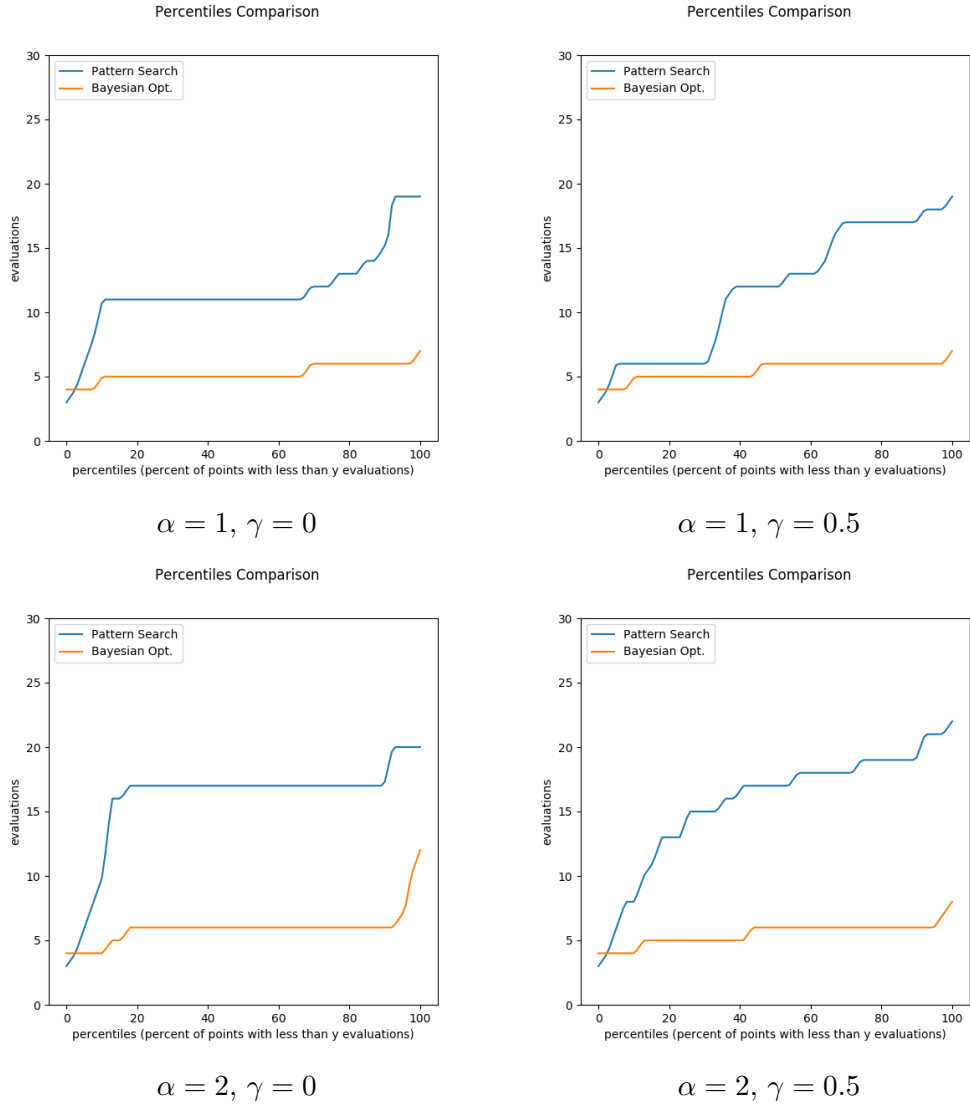 Percentiles Comparison
30
25
20
15
10
5
0
evaluations
Pattern Search
Bayesian Opt.
0 20 40 60 80 100
percentiles (percent of points with less than y evaluations)
α = 1, γ = 0
Percentiles Comparison
30
25
20
15
10
5
0
evaluations
Pattern Search
Bayesian Opt.
0 20 40 60 80 100
percentiles (percent of points with less than y evaluations)
α = 1, γ = 0.5
Percentiles Comparison
30
25
20
15
10
5
0
evaluations
Pattern Search
Bayesian Opt.
0 20 40 60 80 100
percentiles (percent of points with less than y evaluations)
α = 2, γ = 0
Percentiles Comparison
30
25
20
15
10
5
0
evaluations
Pattern Search
Bayesian Opt.
0 20 40 60 80 100
percentiles (percent of points with less than y evaluations)
α = 2, γ = 0.5